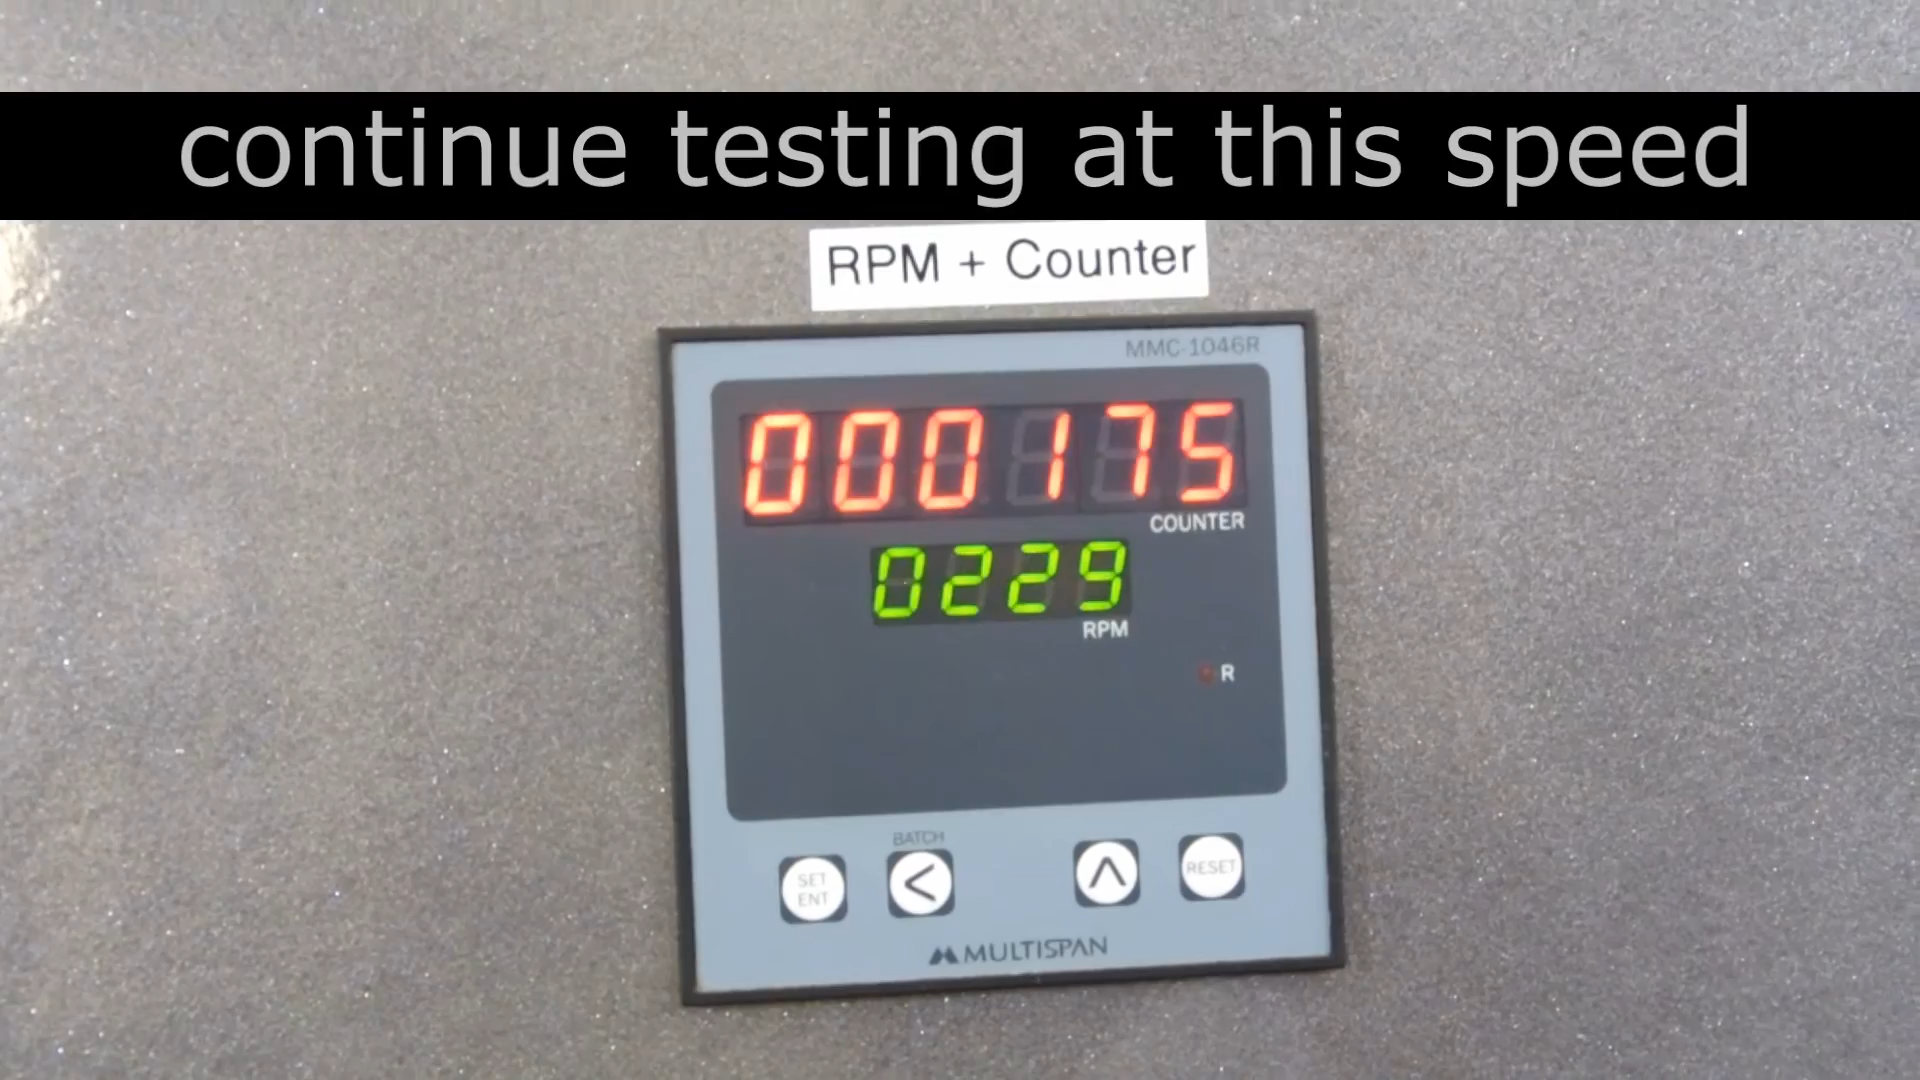 continue testing at this speed
RPM + Counter
MMC-1046R
000175
COUNTER
0229
RPM
R
BATCH
SET
ENT
<
RESET
MULTISPAN